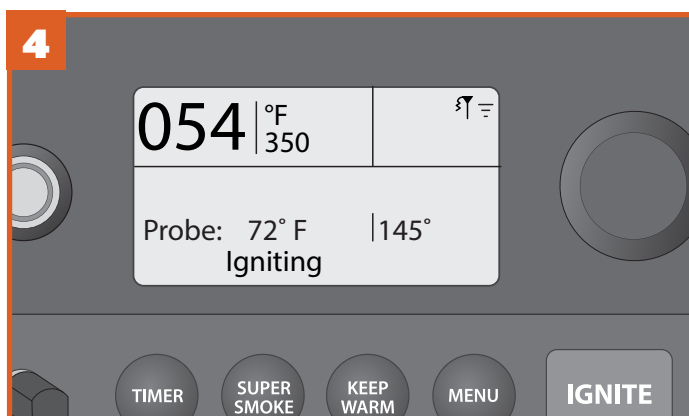 4
054 °F
350
Probe: 72° F 145°
Igniting
TIMER
SUPER
SMOKE
KEEP
WARM
MENU
IGNITE